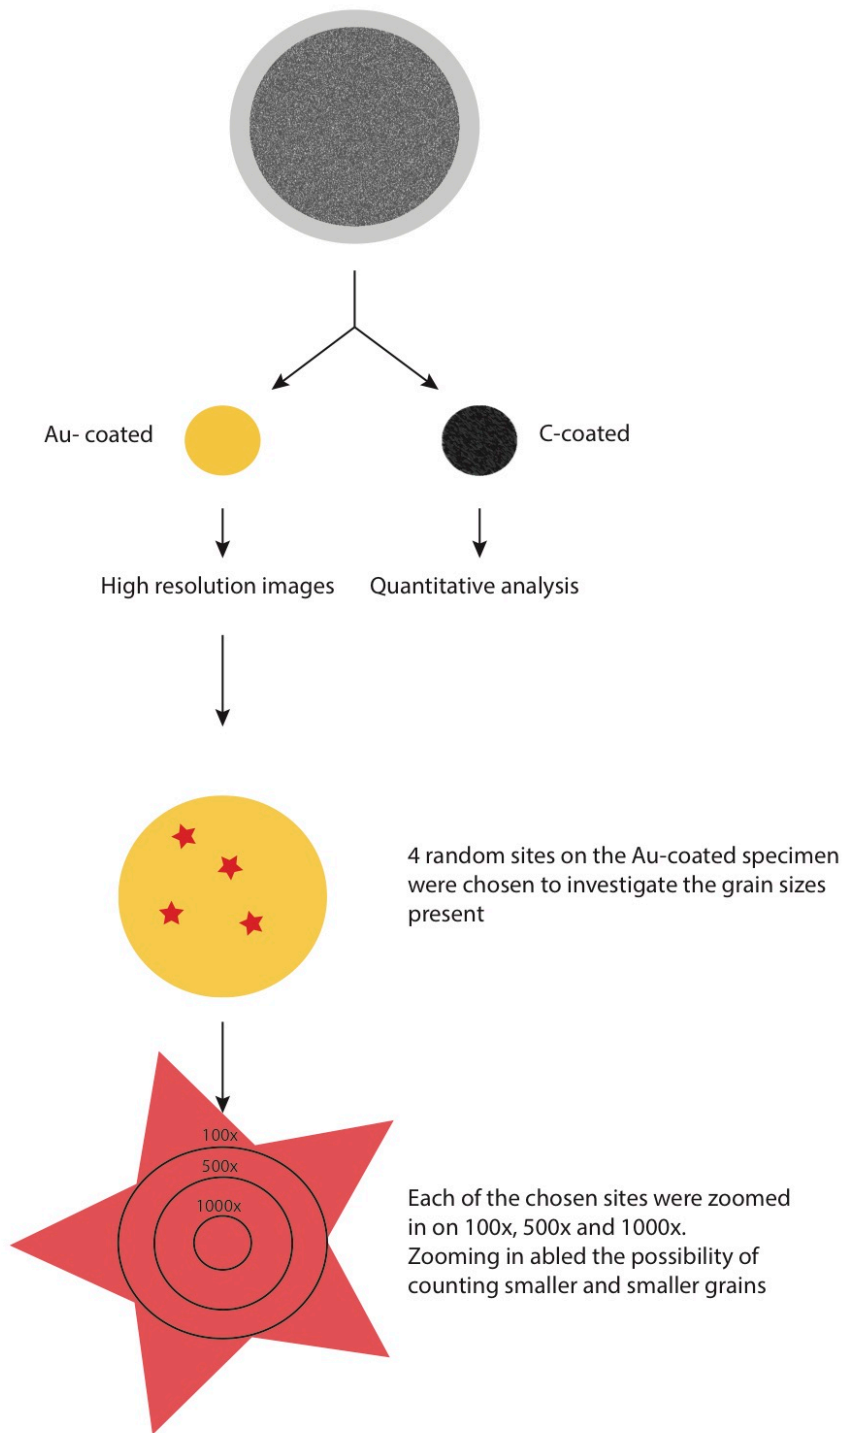 Au- coated
C-coated
High resolution images
Quantitative analysis
4 random sites on the Au-coated specimen
were chosen to investigate the grain sizes
present
100x
500x
1000x
Each of the chosen sites were zoomed
in on 100x, 500x and 1000x.
Zooming in abled the possibility of
counting smaller and smaller grains